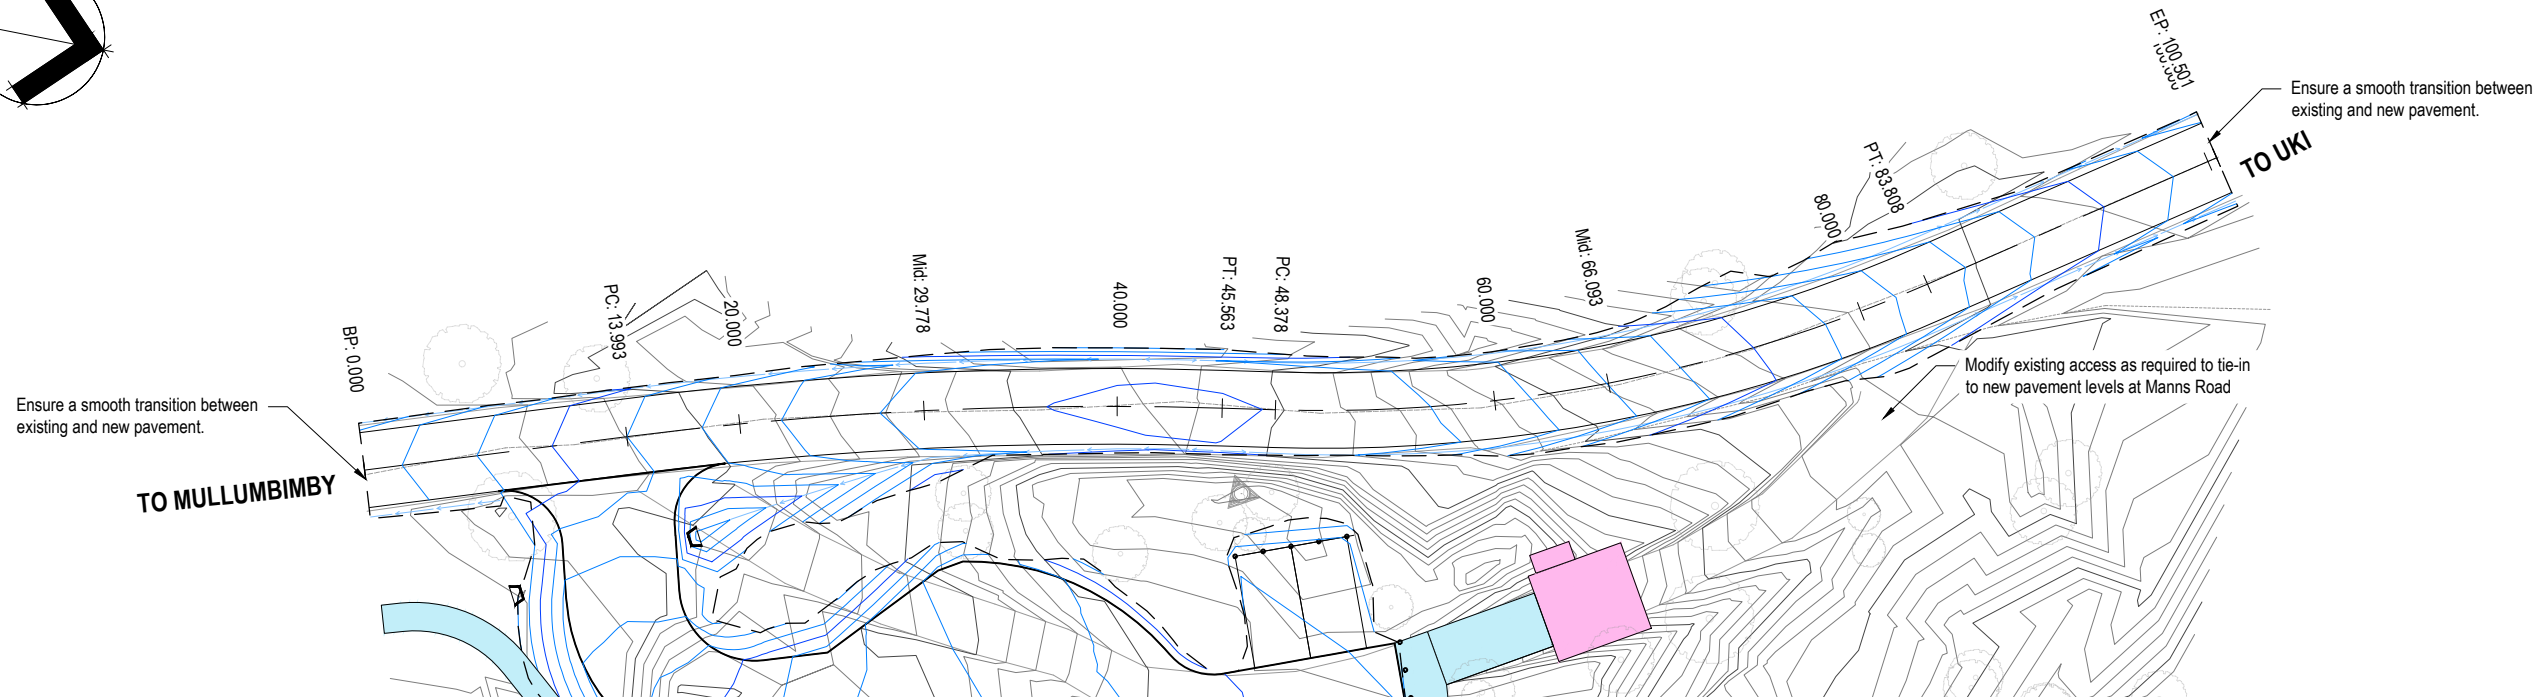 EP: 100.501
100.000
Ensure a smooth transition between
existing and new pavement.
TO UKI
PT: 83.808
80.000
Mid: 66.093
60.000
PC: 48.378
PT: 45.563
40.000
Mid: 29.778
20.000
PC: 13.993
BP: 0.000
Modify existing access as required to tie-in
to new pavement levels at Manns Road
Ensure a smooth transition between
existing and new pavement.
TO MULLUMBIMBY